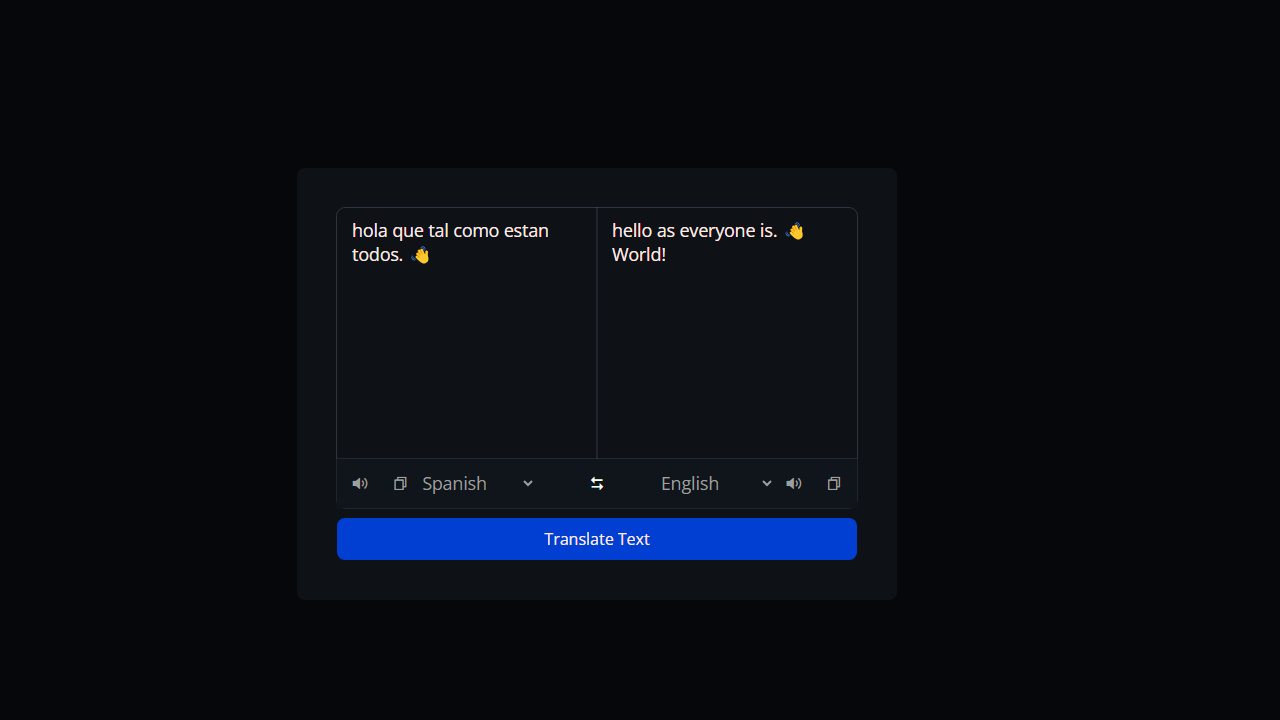 hola que tal como estan
todos. 👋
hello as everyone is. 👋
World!
Spanish
English
Translate Text